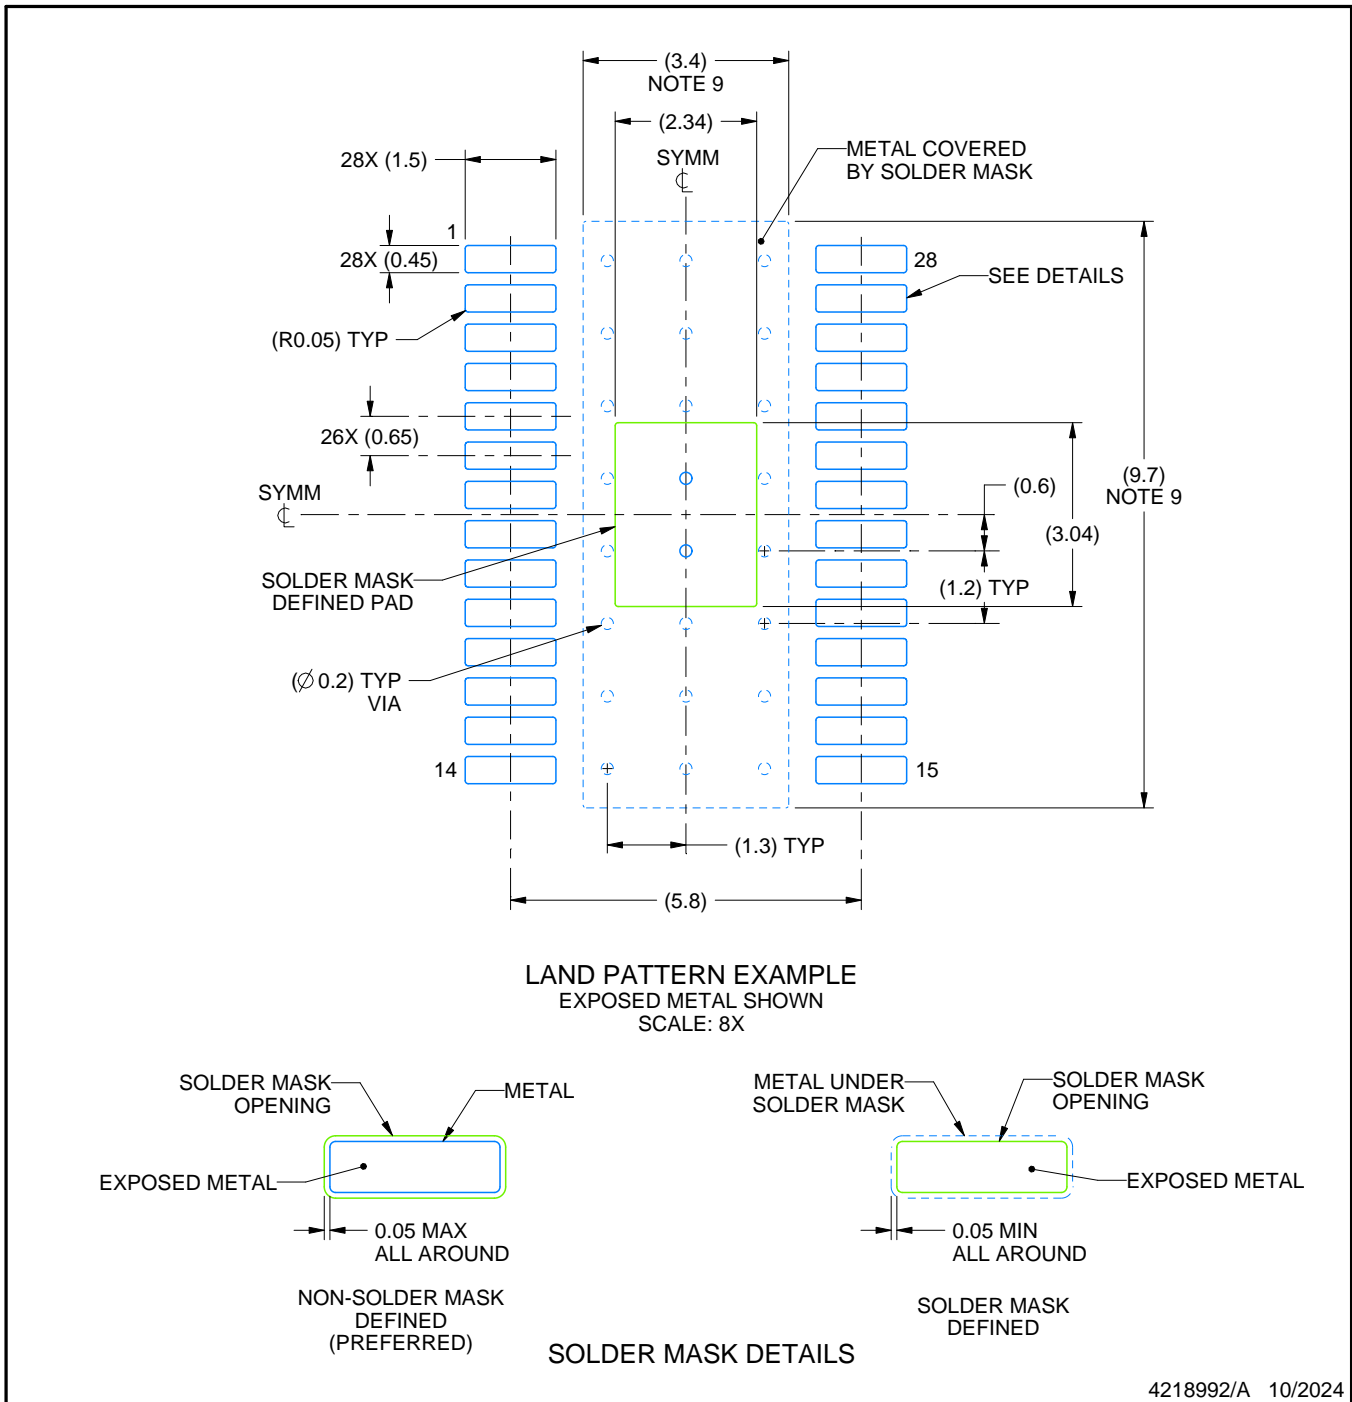 (3.4)
NOTE 9
(2.34)
SYMM
METAL COVERED
BY SOLDER MASK
28X (1.5)
1
28X (0.45)
28
SEE DETAILS
(R0.05) TYP
26X (0.65)
SYMM
(0.6)
(9.7)
NOTE 9
(3.04)
SOLDER MASK
DEFINED PAD
(1.2) TYP
(∅ 0.2) TYP
VIA
14
15
(1.3) TYP
(5.8)
LAND PATTERN EXAMPLE
EXPOSED METAL SHOWN
SCALE: 8X
SOLDER MASK
OPENING
METAL
EXPOSED METAL
0.05 MAX
ALL AROUND
NON-SOLDER MASK
DEFINED
(PREFERRED)
METAL UNDER
SOLDER MASK
SOLDER MASK
OPENING
EXPOSED METAL
0.05 MIN
ALL AROUND
SOLDER MASK
DEFINED
SOLDER MASK DETAILS
4218992/A 10/2024